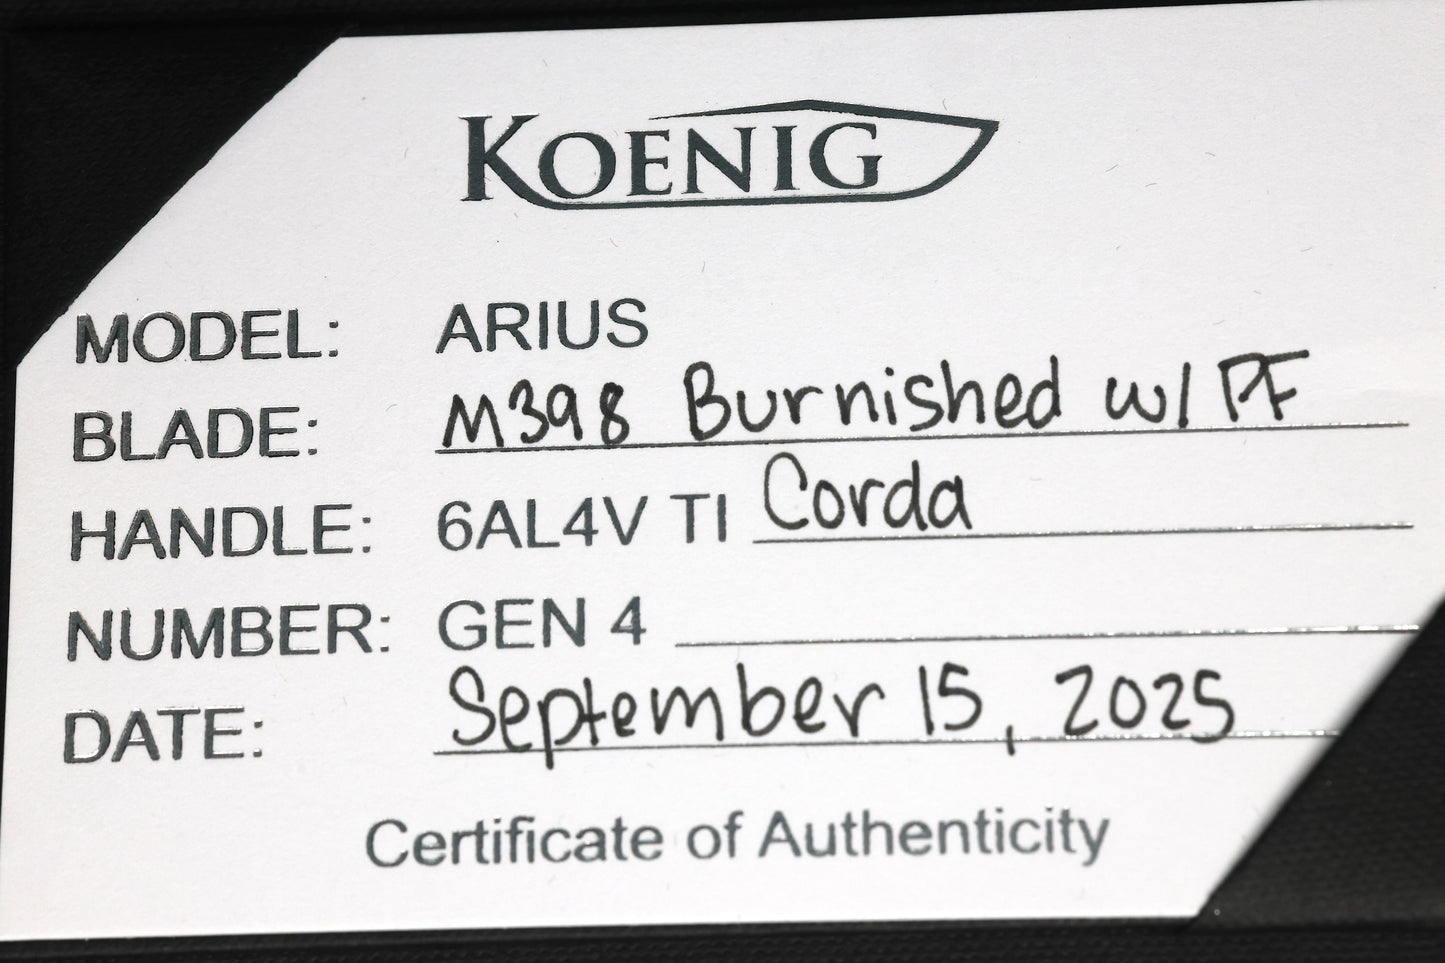 KOENIG
MODEL: ARIUS
BLADE: M398 Burnished w/ PF
HANDLE: 6AL4V TI Corda
NUMBER: GEN 4
DATE: September 15, 2025
Certificate of Authenticity